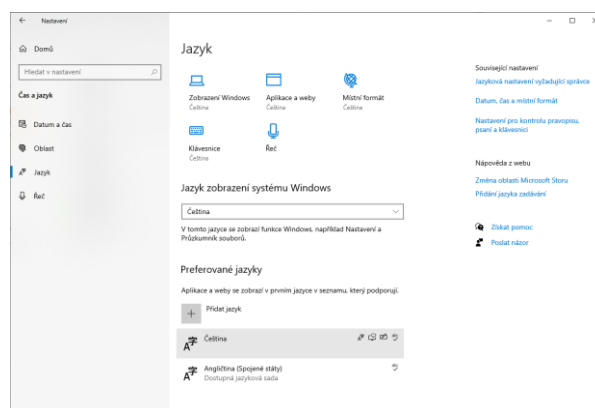 Nastavení
Domů
Hledat v nastavení
Čas a jazyk
Datum a čas
Oblast
Jazyk
Řeč
Jazyk
Zobrazení Windows
Čeština
Aplikace a weby
Čeština
Místní formát
Čeština
Klávesnice
Čeština
Řeč
Jazyk zobrazení systému Windows
Čeština
V tomto jazyce se zobrazí funkce Windows, například Nastavení a
Průzkumník souborů.
Preferované jazyky
Aplikace a weby se zobrazí v prvním jazyce v seznamu, který podporují.
Přidat jazyk
Čeština
Angličtina (Spojené státy)
Dostupná jazyková sada
Související nastavení
Jazyková nastavení vyžadující správce
Datum, čas a místní formát
Nastavení pro kontrolu pravopisu,
psaní a klávesnici
Nápověda z webu
Změna oblasti Microsoft Storu
Přidání jazyka zadávání
Získat pomoc
Poslat názor